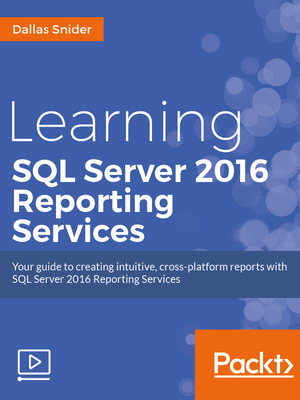 Dallas Snider
Learning
SQL Server 2016
Reporting
Services
Your guide to creating intuitive, cross-platform reports with
SQL Server 2016 Reporting Services
Packt>